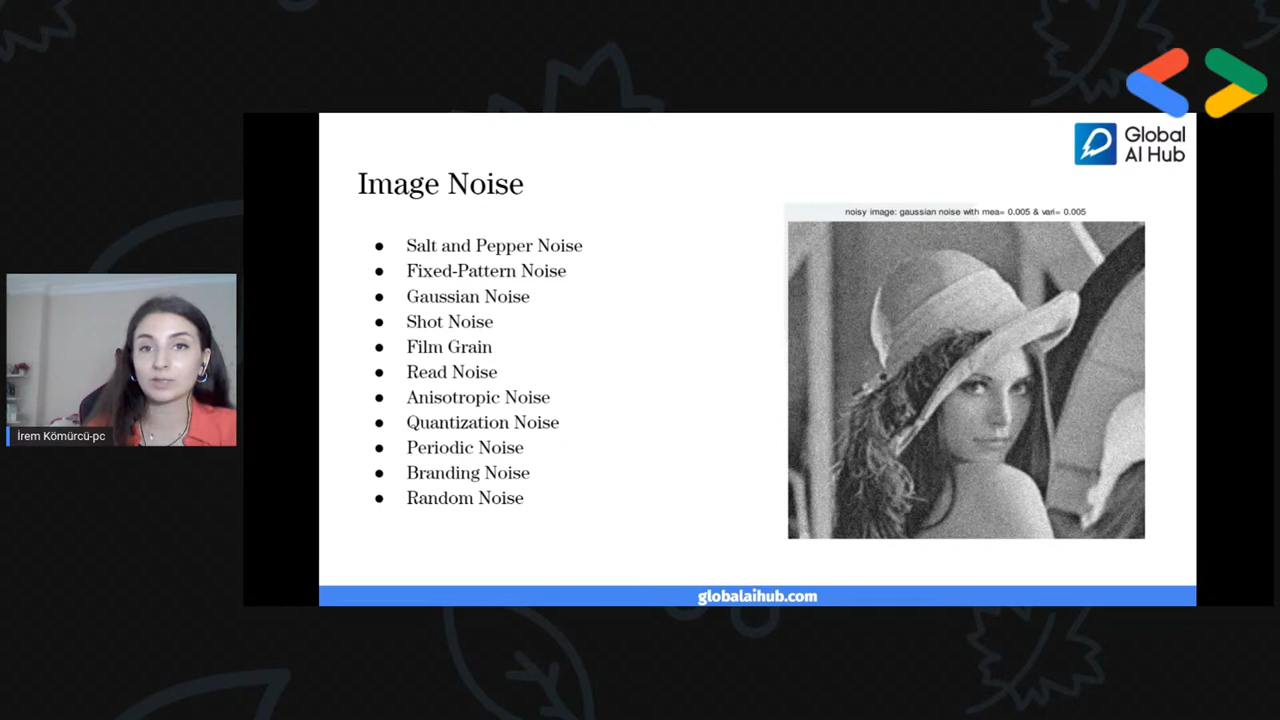 Global
AI Hub
Image Noise
noisy image: gaussian noise with mea= 0.005 & vari= 0.005
● Salt and Pepper Noise
● Fixed-Pattern Noise
● Gaussian Noise
● Shot Noise
● Film Grain
● Read Noise
● Anisotropic Noise
● Quantization Noise
● Periodic Noise
● Branding Noise
● Random Noise
İrem Kömürcü-pc
globalaihub.com